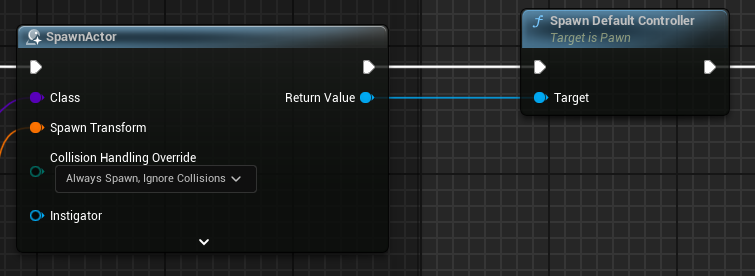 SpawnActor
Class
Return Value
Spawn Transform
Collision Handling Override
Always Spawn, Ignore Collisions
Instigator
f Spawn Default Controller
Target is Pawn
Target